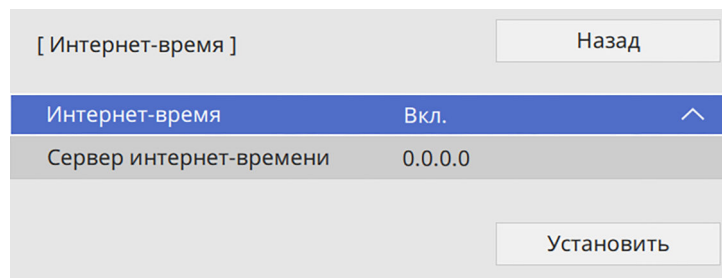 [ Интернет-время ]
Назад
Интернет-время Вкл.
Сервер интернет-времени 0.0.0.0
Установить